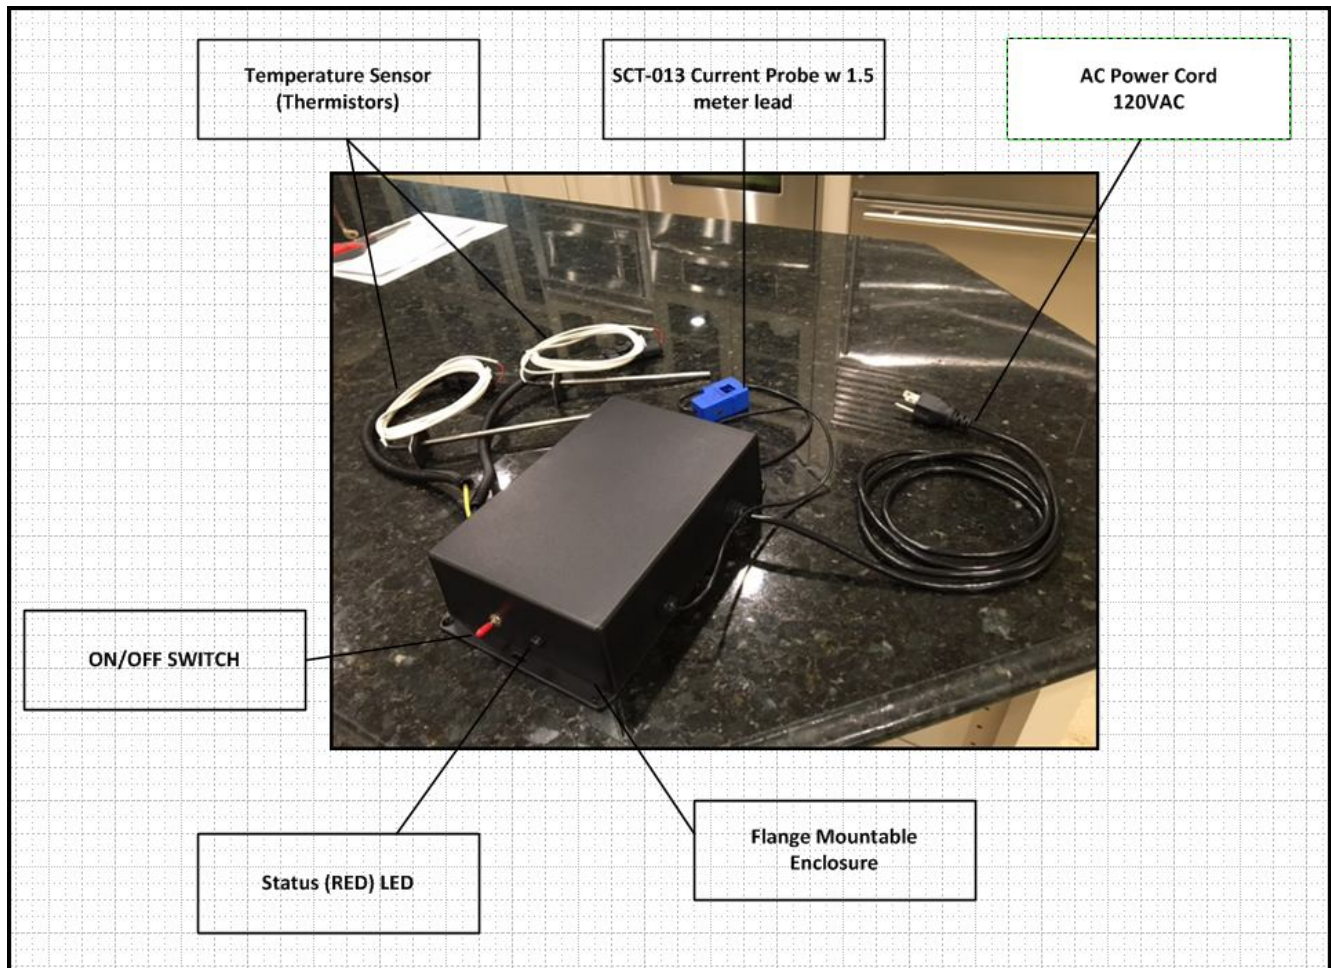 Temperature Sensor
(Thermistors)
SCT-013 Current Probe w 1.5
meter lead
AC Power Cord
120VAC
ON/OFF SWITCH
Status (RED) LED
Flange Mountable
Enclosure